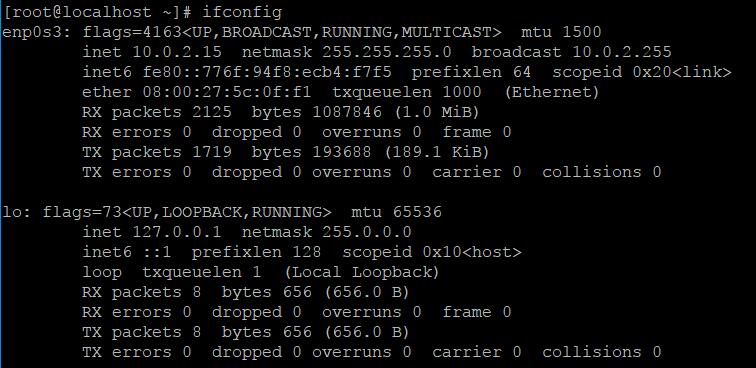 [root@localhost ~]# ifconfig
enp0s3: flags=4163<UP,BROADCAST,RUNNING,MULTICAST>  mtu 1500
        inet 10.0.2.15  netmask 255.255.255.0  broadcast 10.0.2.255
        inet6 fe80::776f:94f8:ecb4:f7f5  prefixlen 64  scopeid 0x20<link>
        ether 08:00:27:5c:0f:f1  txqueuelen 1000  (Ethernet)
        RX packets 2125  bytes 1087846 (1.0 MiB)
        RX errors 0  dropped 0  overruns 0  frame 0
        TX packets 1719  bytes 193688 (189.1 KiB)
        TX errors 0  dropped 0 overruns 0  carrier 0  collisions 0

lo: flags=73<UP,LOOPBACK,RUNNING>  mtu 65536
        inet 127.0.0.1  netmask 255.0.0.0
        inet6 ::1  prefixlen 128  scopeid 0x10<host>
        loop  txqueuelen 1  (Local Loopback)
        RX packets 8  bytes 656 (656.0 B)
        RX errors 0  dropped 0  overruns 0  frame 0
        TX packets 8  bytes 656 (656.0 B)
        TX errors 0  dropped 0 overruns 0  carrier 0  collisions 0